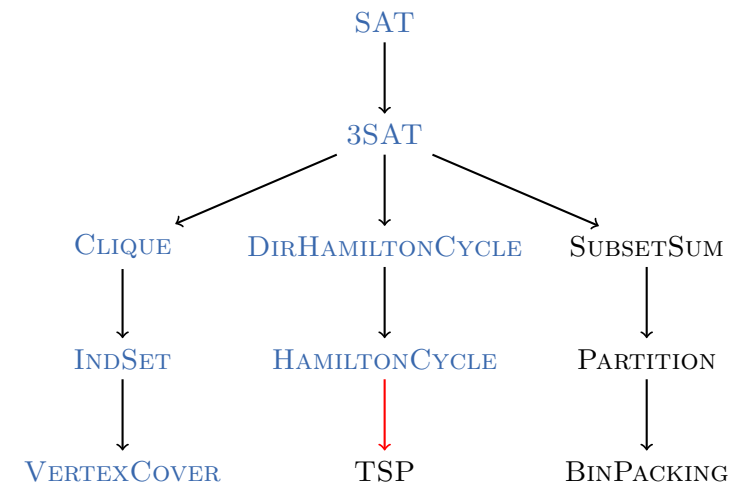 SAT
3SAT
CLIQUE DIRHAMILTONCYCLE SUBSETSUM
INDSET HAMILTONCYCLE PARTITION
VERTEXCOVER TSP BINPACKING